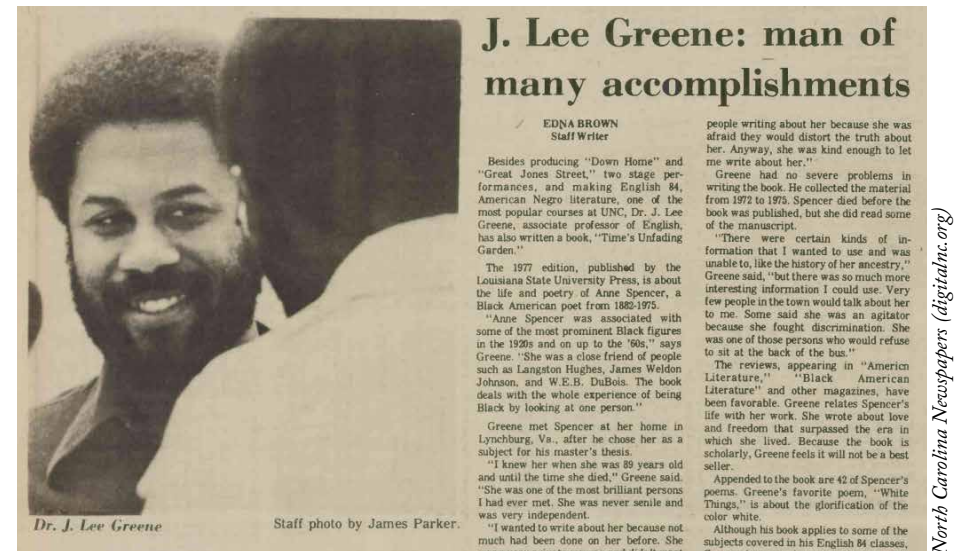 J. Lee Greene: man of
many accomplishments
EDNA BROWN
Staff Writer
Besides producing "Down Home" and
"Great Jones Street," two stage per-
formances, and making English 84,
American Negro literature, one of the
most popular courses at UNC, Dr. J. Lee
Greene, associate professor of English,
has also written a book, "Time's Unfading
Garden."
The 1977 edition, published by the
Louisiana State University Press, is about
the life and poetry of Anne Spencer, a
Black American poet from 1882-1975.
"Anne Spencer was associated with
some of the most prominent Black figures
in the 1920s and on up to the '60s," says
Greene. "She was a close friend of people
such as Langston Hughes, James Weldon
Johnson, and W.E.B. DuBois. The book
deals with the whole experience of being
Black by looking at one person."
Greene met Spencer at her home in
Lynchburg, Va., after he chose her as a
subject for his master's thesis.
"I knew her when she was 89 years old
and until the time she died," Greene said.
"She was one of the most brilliant persons
I had ever met. She was never senile and
was very independent.
"I wanted to write about her because not
much had been done on her before. She
people writing about her because she was
afraid they would distort the truth about
her. Anyway, she was kind enough to let
me write about her."
Greene had no severe problems in
writing the book. He collected the material
from 1972 to 1975. Spencer died before the
book was published, but she did read some
of the manuscript.
"There were certain kinds of in-
formation that I wanted to use and was
unable to, like the history of her ancestry,"
Greene said, "but there was so much more
interesting information I could use. Very
few people in the town would talk about her
to me. Some said she was an agitator
because she fought discrimination. She
was one of those persons who would refuse
to sit at the back of the bus."
The reviews, appearing in "Americn
Literature," "Black American
Literature" and other magazines, have
been favorable. Greene relates Spencer's
life with her work. She wrote about love
and freedom that surpassed the era in
which she lived. Because the book is
scholarly, Greene feels it will not be a best
seller.
Appended to the book are 42 of Spencer's
poems. Greene's favorite poem, "White
Things," is about the glorification of the
color white.
Although his book applies to some of the
subjects covered in his English 84 classes,
Dr. J. Lee Greene
Staff photo by James Parker.
North Carolina Newspapers (digitalnc.org)